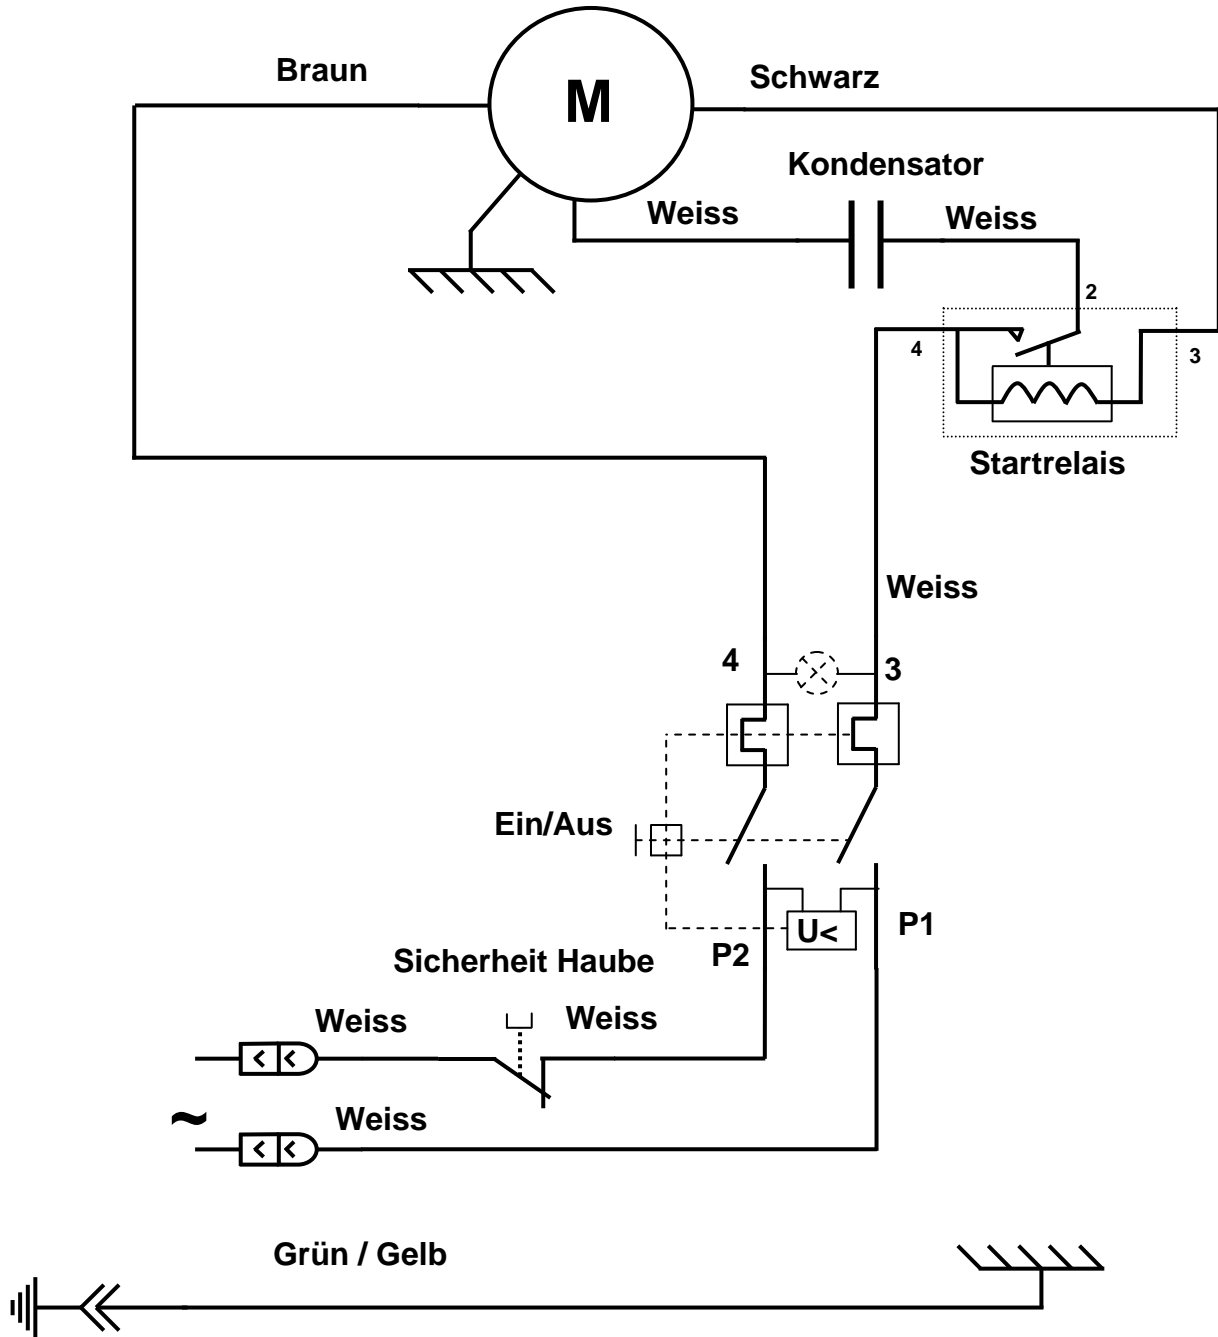 Braun
M
Schwarz
Kondensator
Weiss
Weiss
2
4
3
Startrelais
Weiss
4
3
Ein/Aus
U<
P1
P2
Sicherheit Haube
Weiss
Weiss
~
Weiss
Grün / Gelb